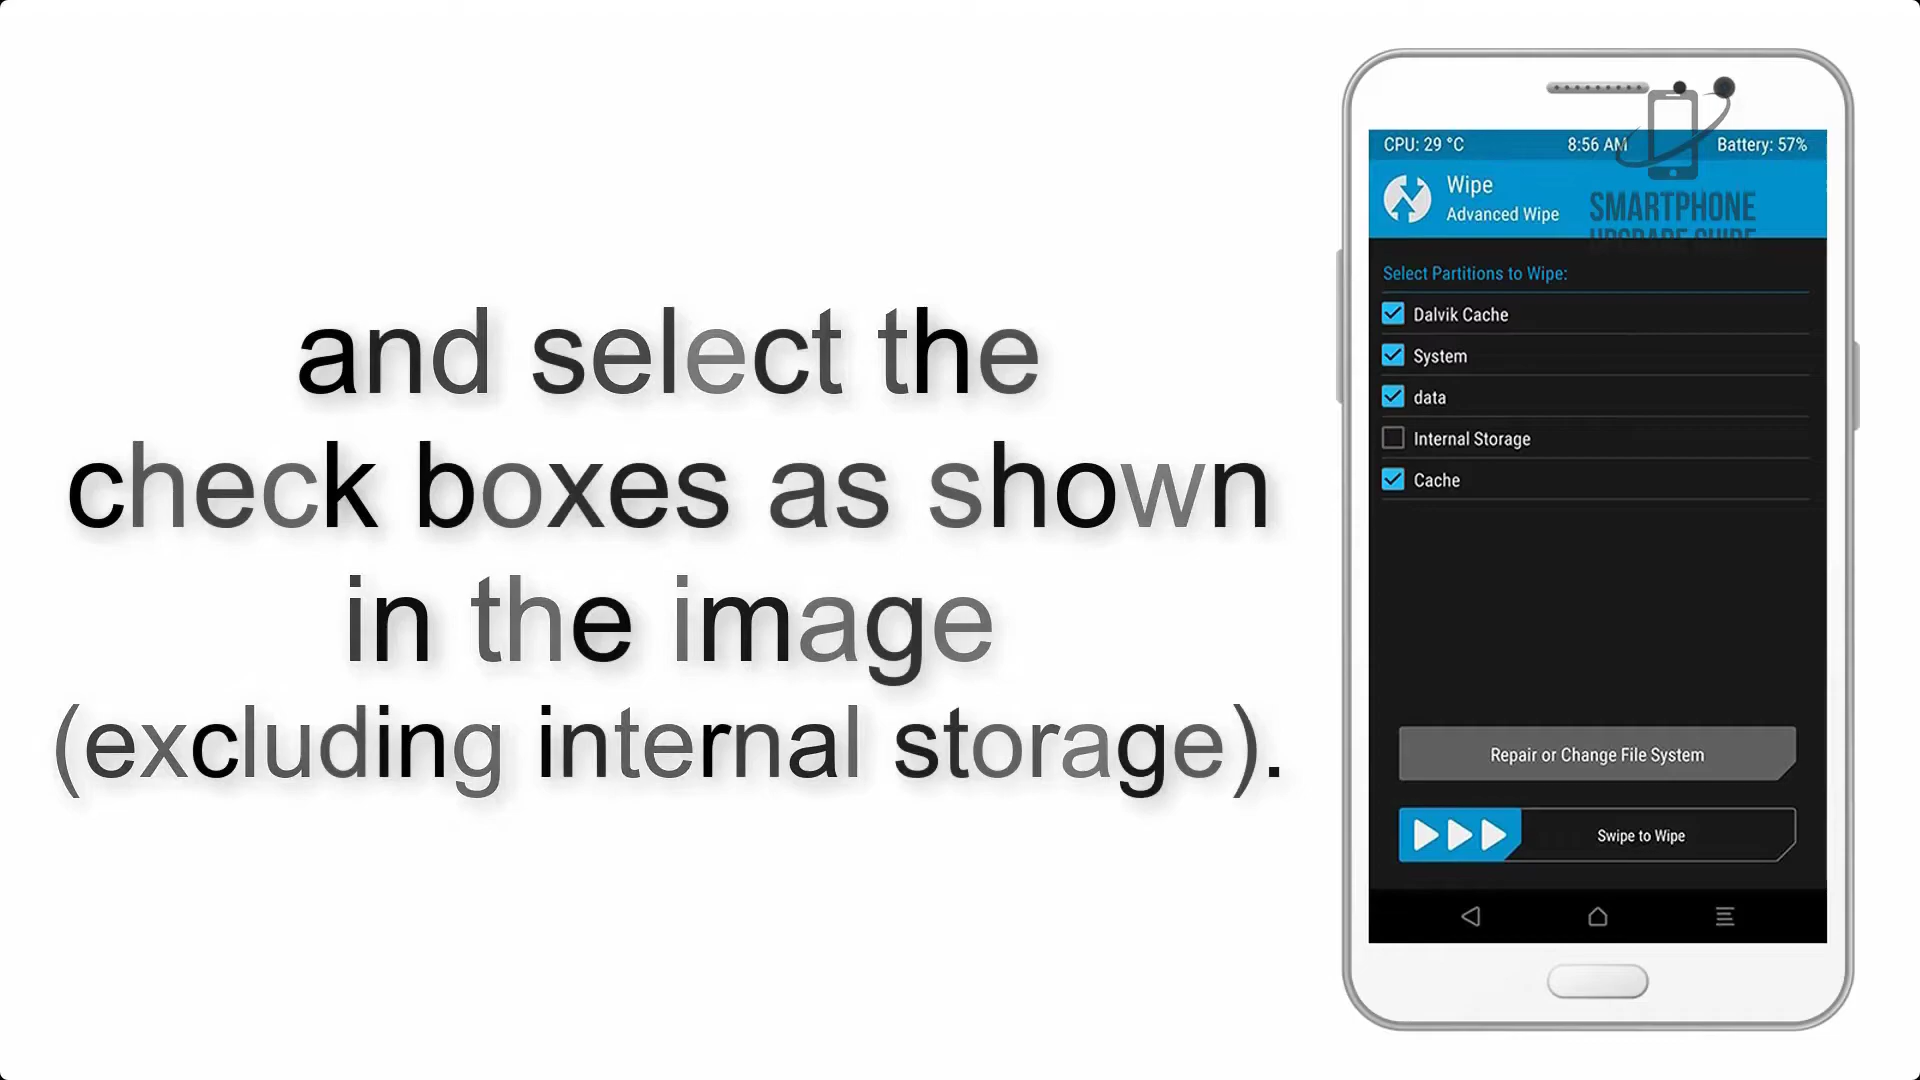 and select the
check boxes as shown
in the image
(excluding internal storage).
CPU: 29 °C 8:56 AM Battery: 57%
Wipe
Advanced Wipe
SMARTPHONE
UPGRADE GUIDE
Select Partitions to Wipe:
Dalvik Cache
System
data
Internal Storage
Cache
Repair or Change File System
Swipe to Wipe